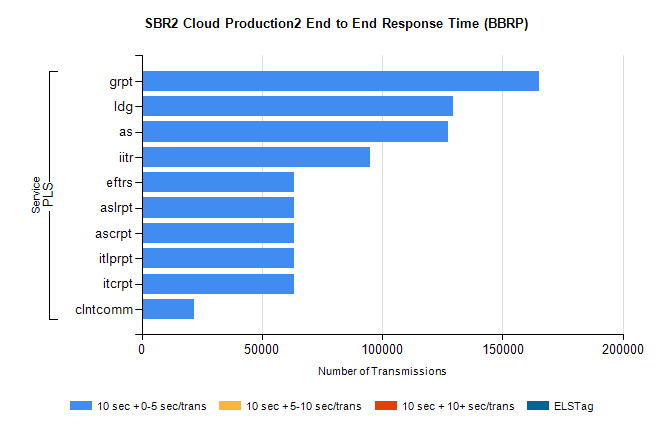 SBR2 Cloud Production2 End to End Response Time (BBRP)
Service
PLS
grpt
ldg
as
iitr
eftrs
aslrpt
ascrpt
itlprpt
itcrpt
clntcomm
0 50000 100000 150000 200000
Number of Transmissions
10 sec +0-5 sec/trans 10 sec +5-10 sec/trans 10 sec + 10+ sec/trans ELSTag